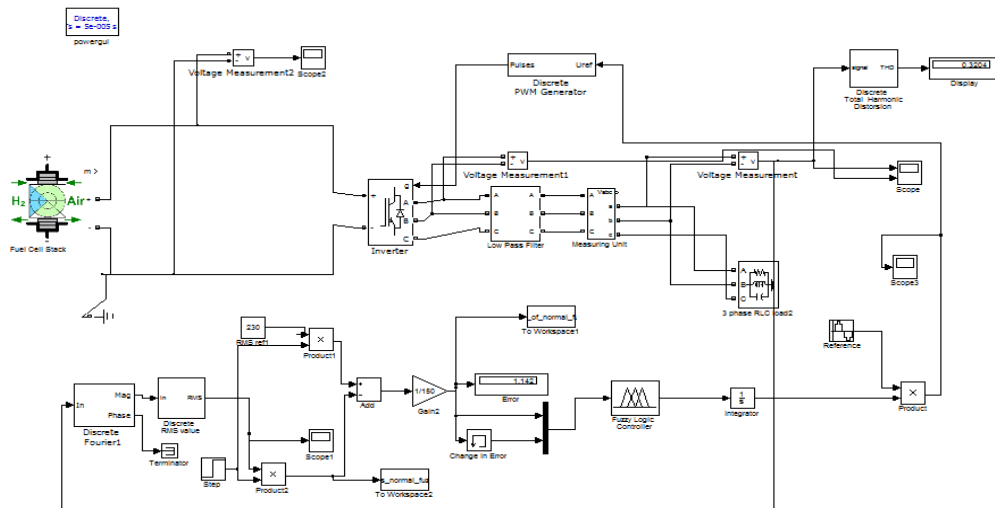 Discrete,
's = 5e-005 s
powergui
Voltage Measurement2
Scope2
Pulses
Uref
Discrete
PWM Generator
signal
THD
Discrete
Total Harmonic
Distorsion
0.3204
Display
m >
H2
Air
+
-
Fuel Cell Stack
g
A
B
C
Inverter
Voltage Measurement1
A
B
C
A
B
C
Low Pass Filter
A
B
C
a
b
c
Measuring Unit
Voltage Measurement
Scope
Scope3
A
B
C
3 phase RLC load2
230
RMS ref1
Product1
_of_normal_fu
To Workspace1
Reference
In
Mag
Phase
Discrete
Fourier1
In
RMS
Discrete
RMS value
Terminator
Step
Scope1
Product2
Add
1/150
Gain2
1.142
Error
Change in Error
s_normal_fuz
To Workspace2
Fuzzy Logic
Controller
1
s
Integrator
Product